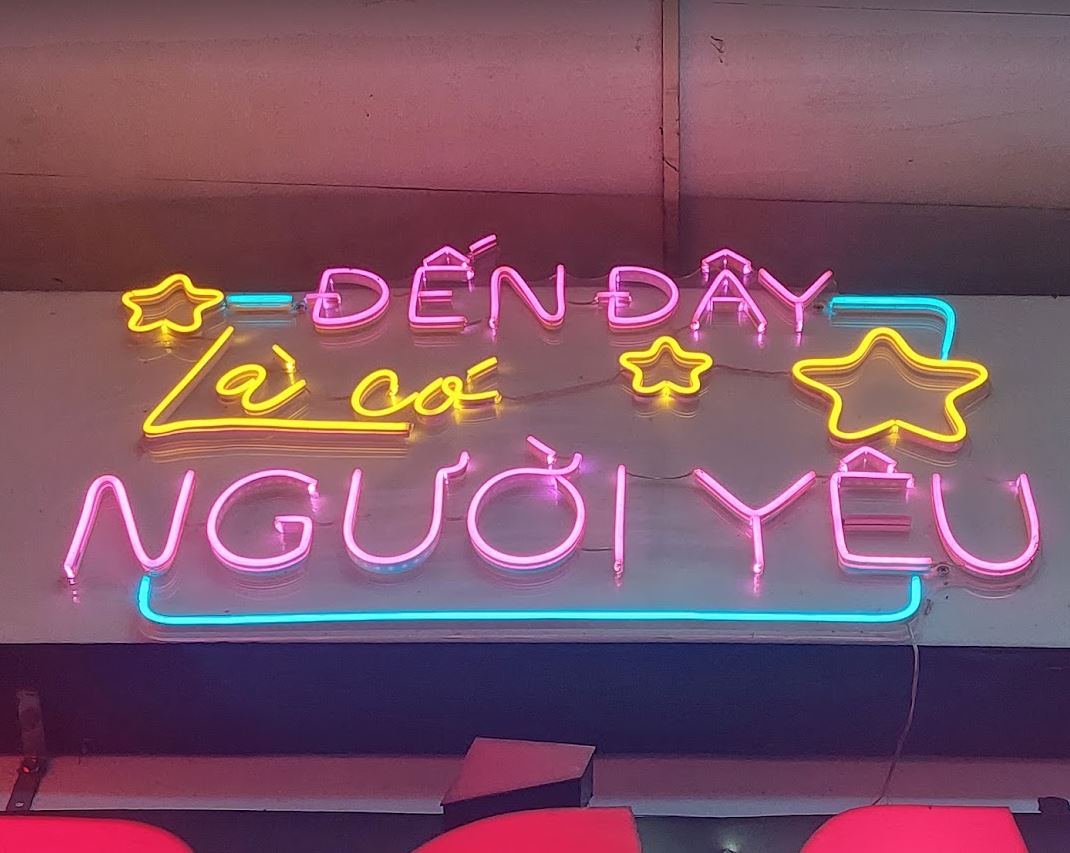 ĐẾN ĐÂY
Là có
NGƯỜI YÊU